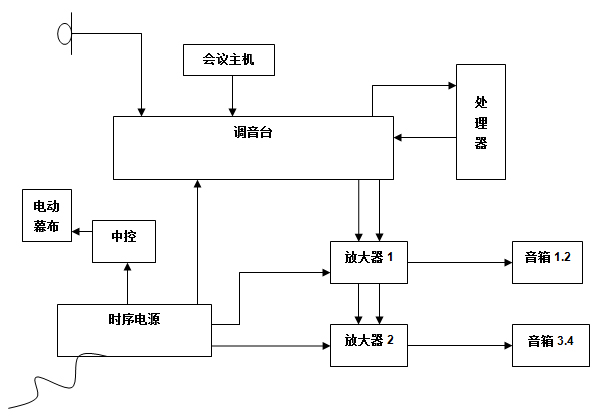 会议主机
处
理
器
调音台
电动
幕布
中控
放大器 1
音箱 1.2
时序电源
放大器 2
音箱 3.4